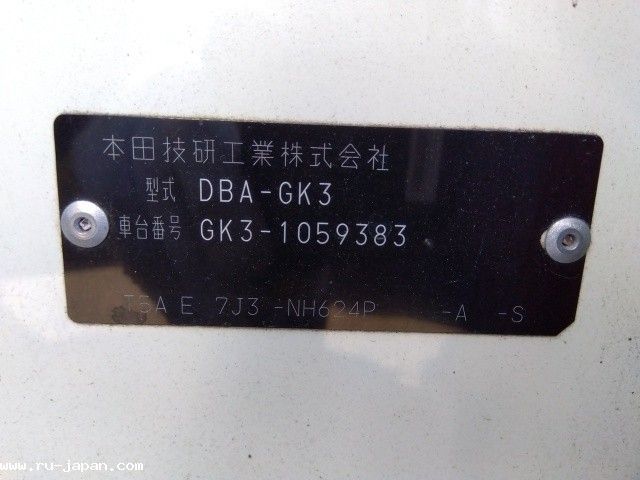 本田技研工業株式会社
型式 DBA-GK3
車台番号 GK3-1059383
T5A E 7J3 -NH624P -A -S
www.ru-japan.com